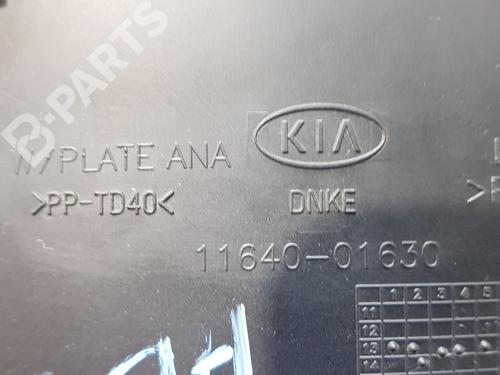 B-PARTS
KIA
W/PLATE ANA
>PP-TD40<
DNKE
11640-01630
1 2 3 4 5
11
12
13
14